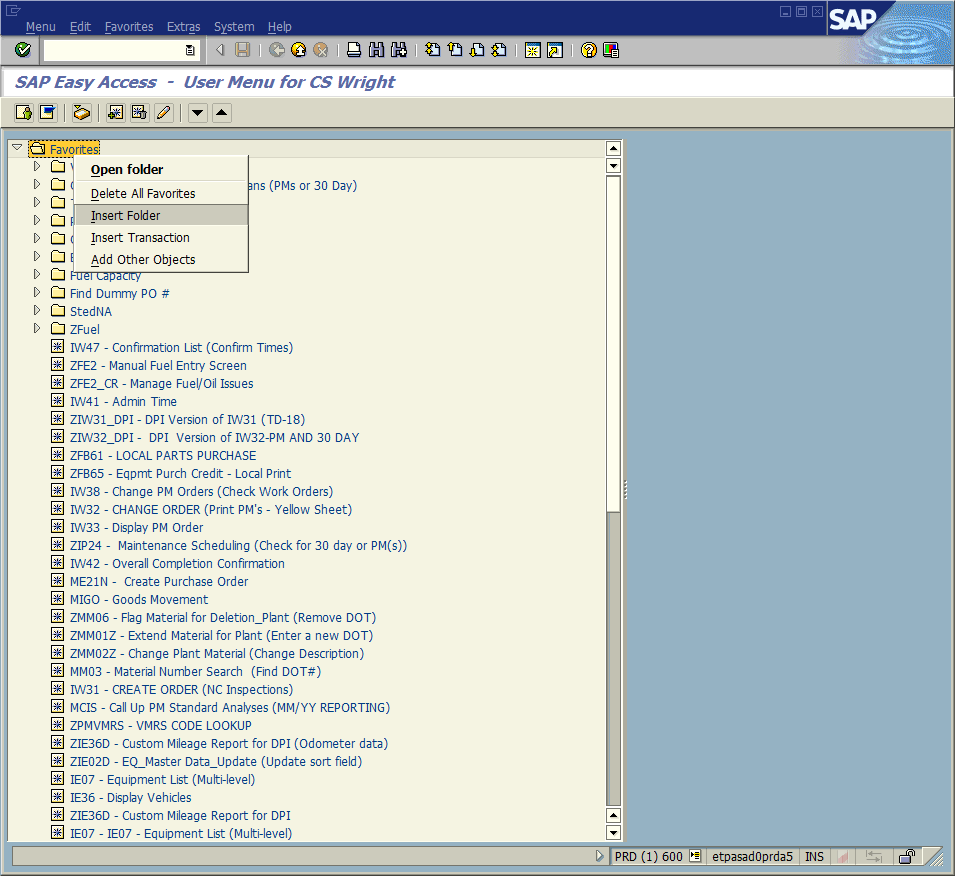 Menu Edit Favorites Extras System Help
SAP
SAP Easy Access - User Menu for CS Wright
Favorites
Open folder
Delete All Favorites
ans (PMs or 30 Day)
Insert Folder
Insert Transaction
Add Other Objects
Fuel Capacity
Find Dummy PO #
StedNA
ZFuel
IW47 - Confirmation List (Confirm Times)
ZFE2 - Manual Fuel Entry Screen
ZFE2_CR - Manage Fuel/Oil Issues
IW41 - Admin Time
ZIW31_DPI - DPI Version of IW31 (TD-18)
ZIW32_DPI - DPI Version of IW32-PM AND 30 DAY
ZFB61 - LOCAL PARTS PURCHASE
ZFB65 - Eqpmt Purch Credit - Local Print
IW38 - Change PM Orders (Check Work Orders)
IW32 - CHANGE ORDER (Print PM's - Yellow Sheet)
IW33 - Display PM Order
ZIP24 - Maintenance Scheduling (Check for 30 day or PM(s))
IW42 - Overall Completion Confirmation
ME21N - Create Purchase Order
MIGO - Goods Movement
ZMM06 - Flag Material for Deletion_Plant (Remove DOT)
ZMM01Z - Extend Material for Plant (Enter a new DOT)
ZMM02Z - Change Plant Material (Change Description)
MM03 - Material Number Search (Find DOT#)
IW31 - CREATE ORDER (NC Inspections)
MCIS - Call Up PM Standard Analyses (MM/YY REPORTING)
ZPMVMRS - VMRS CODE LOOKUP
ZIE36D - Custom Mileage Report for DPI (Odometer data)
ZIE02D - EQ_Master Data_Update (Update sort field)
IE07 - Equipment List (Multi-level)
IE36 - Display Vehicles
ZIE36D - Custom Mileage Report for DPI
IE07 - IE07 - Equipment List (Multi-level)
PRD (1) 600 etpasad0prda5 INS